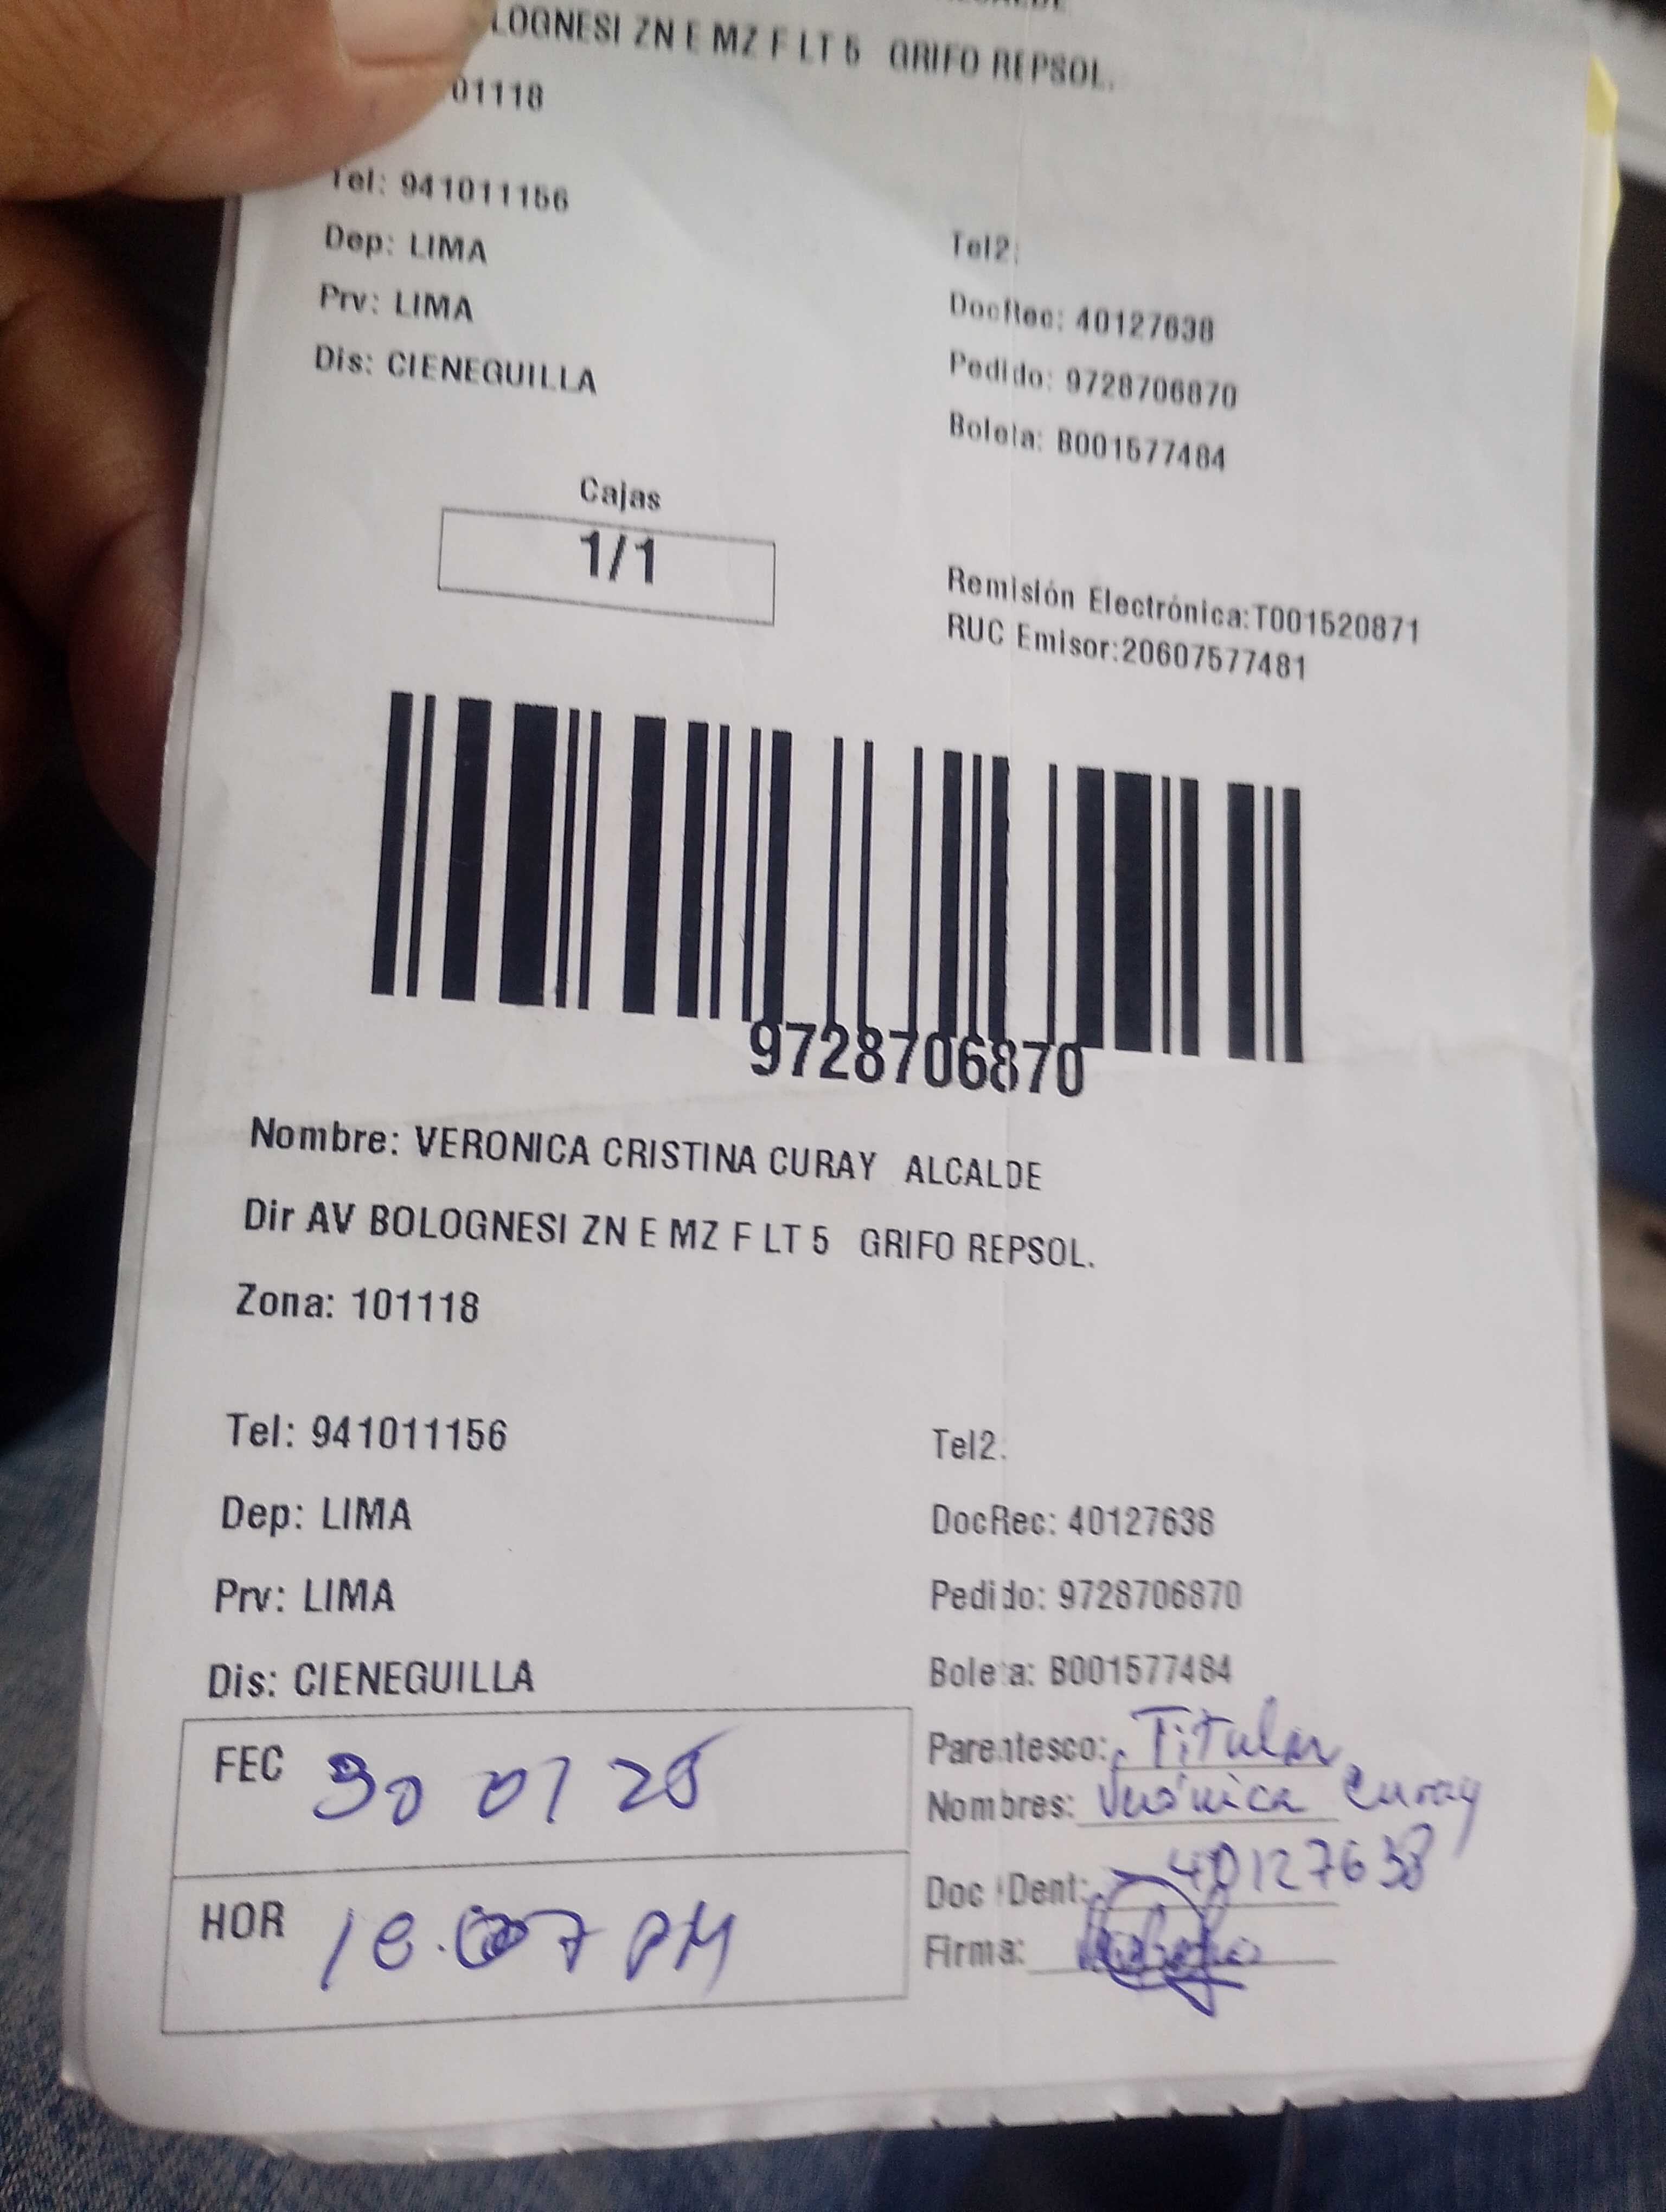 LOGNESI ZN E MZ F LT 5 GRIFO REPSOL.
01118
Tel: 941011156
Dep: LIMA
Tel2:
Prv: LIMA
DocRec: 40127638
Dis: CIENEGUILLA
Pedido: 9728706870
Boleta: B001577484
Cajas
1/1
Remisión Electrónica:T001520871
RUC Emisor:20607577481
9728706870
Nombre: VERONICA CRISTINA CURAY ALCALDE
Dir AV BOLOGNESI ZN E MZ F LT 5 GRIFO REPSOL.
Zona: 101118
Tel: 941011156
Tel2:
Dep: LIMA
DocRec: 40127638
Prv: LIMA
Pedido: 9728706870
Dis: CIENEGUILLA
Boleta: B001577484
FEC 30 01 25
Parentesco: Titular
Nombres: Verónica Curay
HOR PM
Doc IDent: 40127638
Firma: